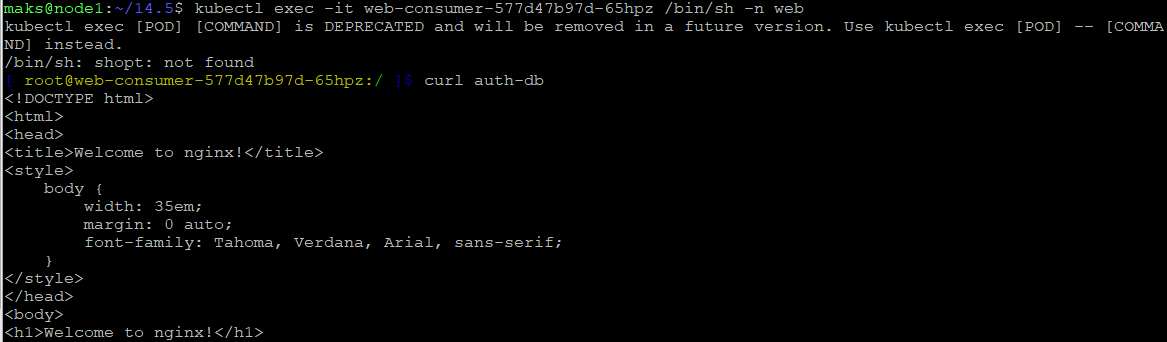 maks@node1:~/14.5$ kubectl exec -it web-consumer-577d47b97d-65hpz /bin/sh -n web
kubectl exec [POD] [COMMAND] is DEPRECATED and will be removed in a future version. Use kubectl exec [POD] -- [COMMA
ND] instead.
/bin/sh: shopt: not found
[ root@web-consumer-577d47b97d-65hpz:/ ]$ curl auth-db
<!DOCTYPE html>
<html>
<head>
<title>Welcome to nginx!</title>
<style>
    body {
        width: 35em;
        margin: 0 auto;
        font-family: Tahoma, Verdana, Arial, sans-serif;
    }
</style>
</head>
<body>
<h1>Welcome to nginx!</h1>